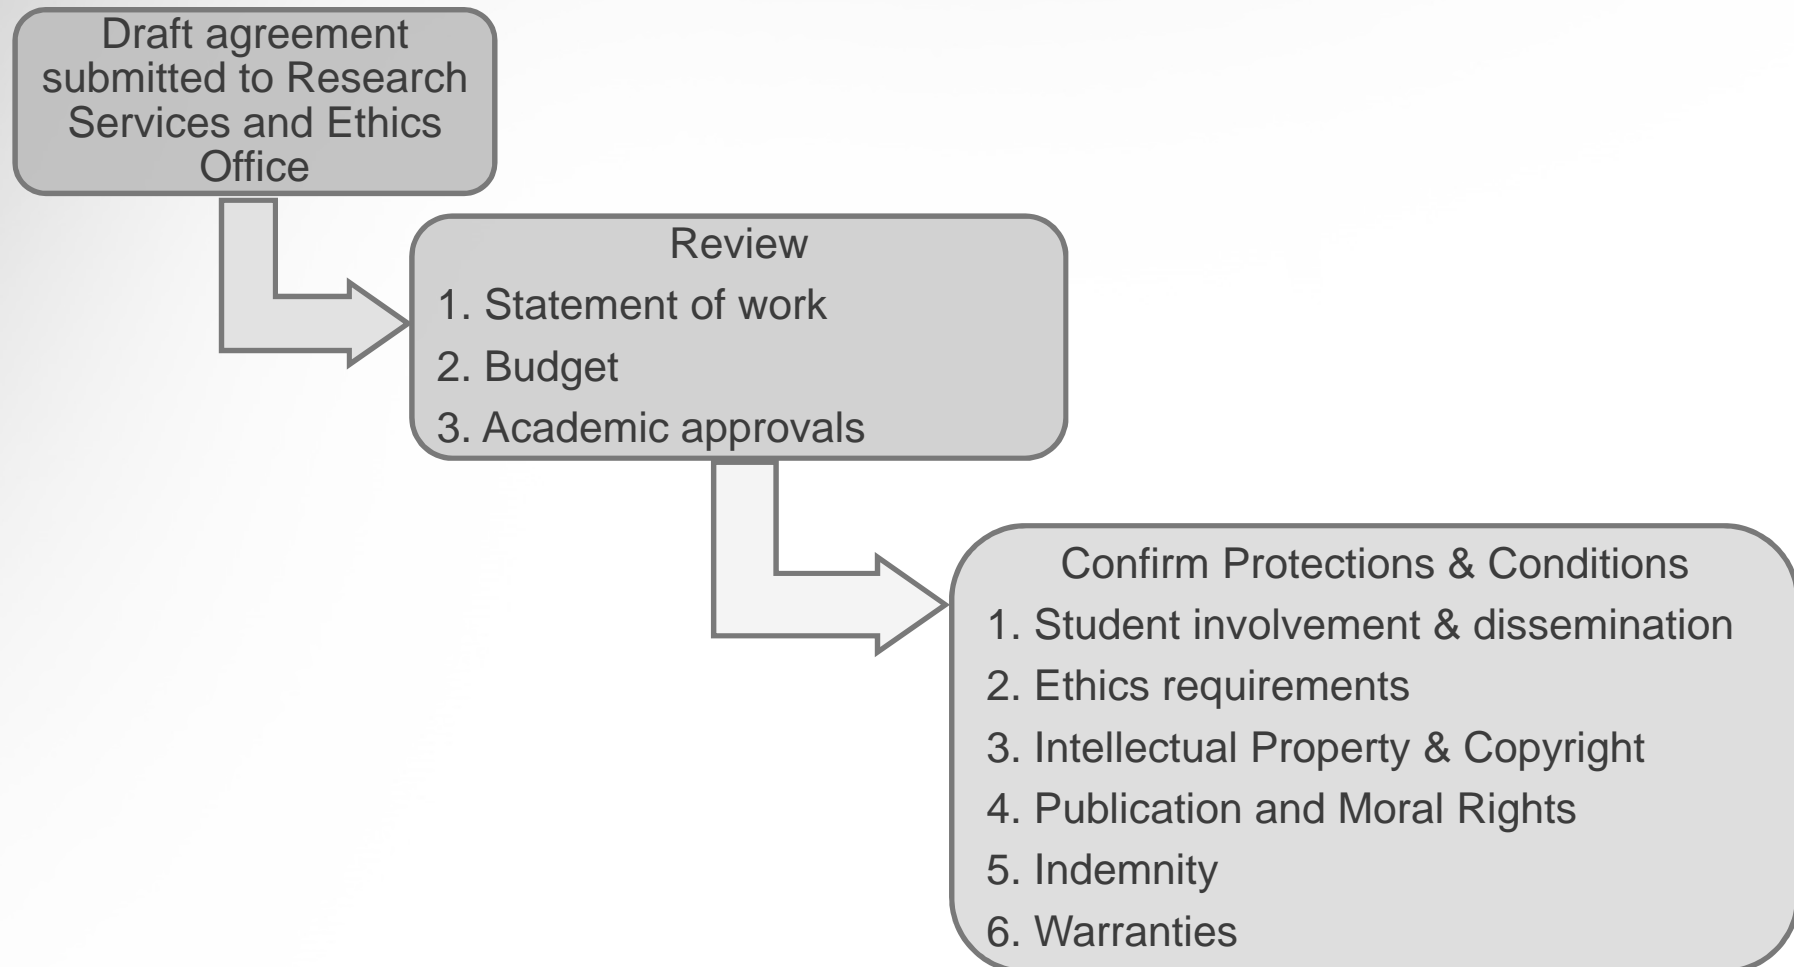 Draft agreement
submitted to Research
Services and Ethics
Office
Review
1. Statement of work
2. Budget
3. Academic approvals
Confirm Protections & Conditions
1. Student involvement & dissemination
2. Ethics requirements
3. Intellectual Property & Copyright
4. Publication and Moral Rights
5. Indemnity
6. Warranties